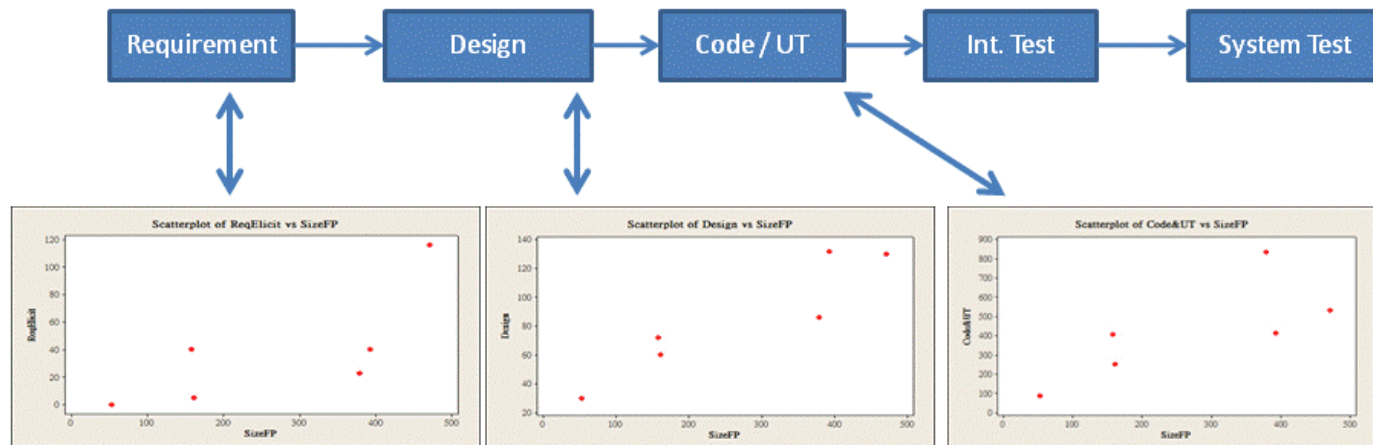 Requirement
Design
Code / UT
Int. Test
System Test
Scatterplot of ReqElicit vs SizeFP
120
100
80
60
40
20
0
ReqElicit
0 100 200 300 400 500
SizeFP
Scatterplot of Design vs SizeFP
140
120
100
80
60
40
20
Design
0 100 200 300 400 500
SizeFP
Scatterplot of Code&UT vs SizeFP
900
800
700
600
500
400
300
200
100
0
Code&UT
0 100 200 300 400 500
SizeFP